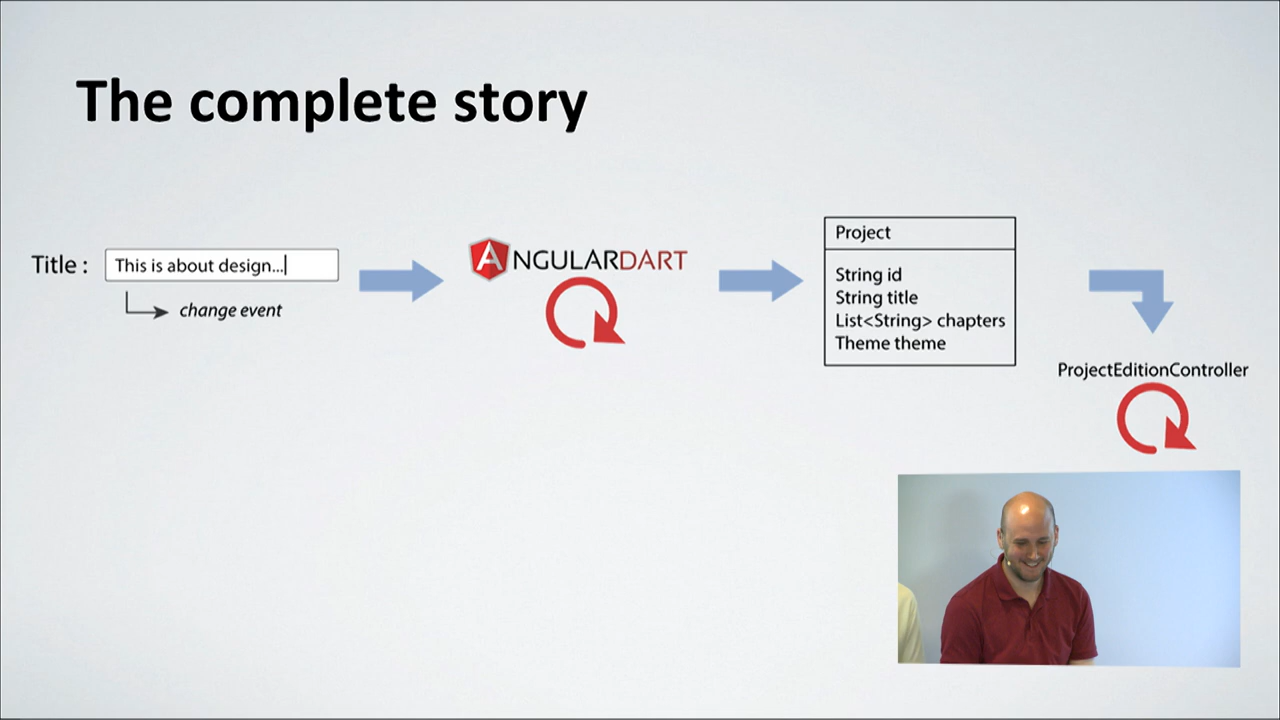 The complete story
Title : This is about design...
change event
ANGULARDART
Project
String id
String title
List<String> chapters
Theme theme
ProjectEditionController